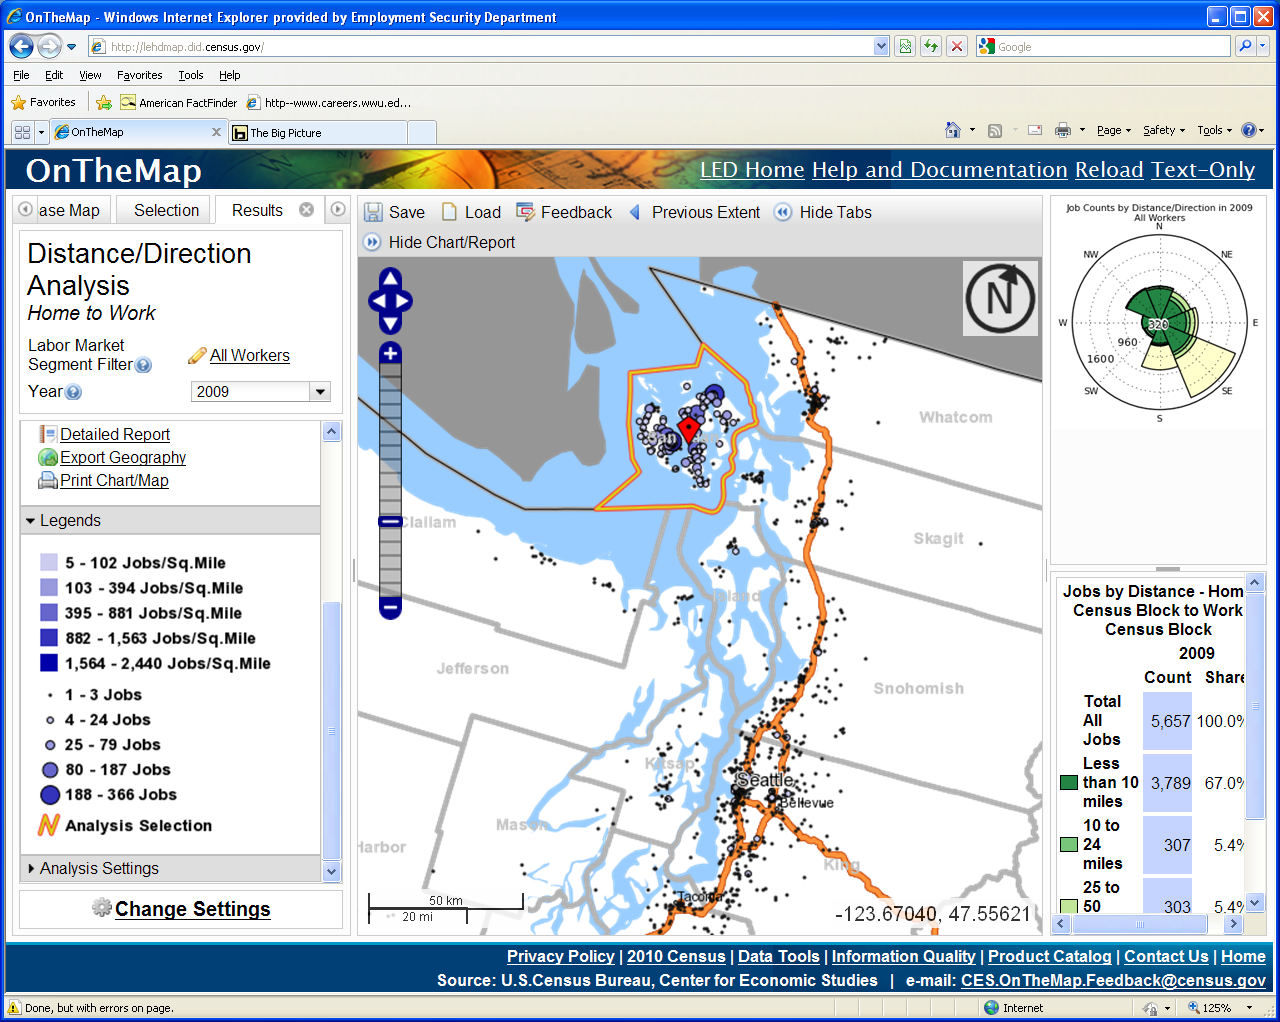 OnTheMap - Windows Internet Explorer provided by Employment Security Department
http://lehdmap.did.census.gov/
Google
File Edit View Favorites Tools Help
Favorites American FactFinder http--www.careers.wwu.ed...
OnTheMap The Big Picture
Page Safety Tools
OnTheMap
LED Home Help and Documentation Reload Text-Only
ase Map Selection Results
Save Load Feedback Previous Extent Hide Tabs
Hide Chart/Report
Distance/Direction
Analysis
Home to Work
Labor Market
Segment Filter
All Workers
Year
2009
Detailed Report
Export Geography
Print Chart/Map
Legends
5 - 102 Jobs/Sq.Mile
103 - 394 Jobs/Sq.Mile
395 - 881 Jobs/Sq.Mile
882 - 1,563 Jobs/Sq.Mile
1,564 - 2,440 Jobs/Sq.Mile
1 - 3 Jobs
4 - 24 Jobs
25 - 79 Jobs
80 - 187 Jobs
188 - 366 Jobs
Analysis Selection
Analysis Settings
Change Settings
N
Whatcom
San
Clallam
Skagit
Island
Jefferson
Snohomish
Kitsap
Seattle
Bellevue
Mason
Harbor
King
Tacoma
50 km
20 mi
-123.67040, 47.55621
Job Counts by Distance/Direction in 2009
All Workers
N
NW
NE
W
E
320
960
1600
SW
SE
S
Jobs by Distance - Hom
Census Block to Work
Census Block
2009
Count Share
Total All Jobs 5,657 100.0%
Less than 10 miles 3,789 67.0%
10 to 24 miles 307 5.4%
25 to 50 303 5.4%
Privacy Policy | 2010 Census | Data Tools | Information Quality | Product Catalog | Contact Us | Home
Source: U.S.Census Bureau, Center for Economic Studies | e-mail: CES.OnTheMap.Feedback@census.gov
Done, but with errors on page.
Internet
125%